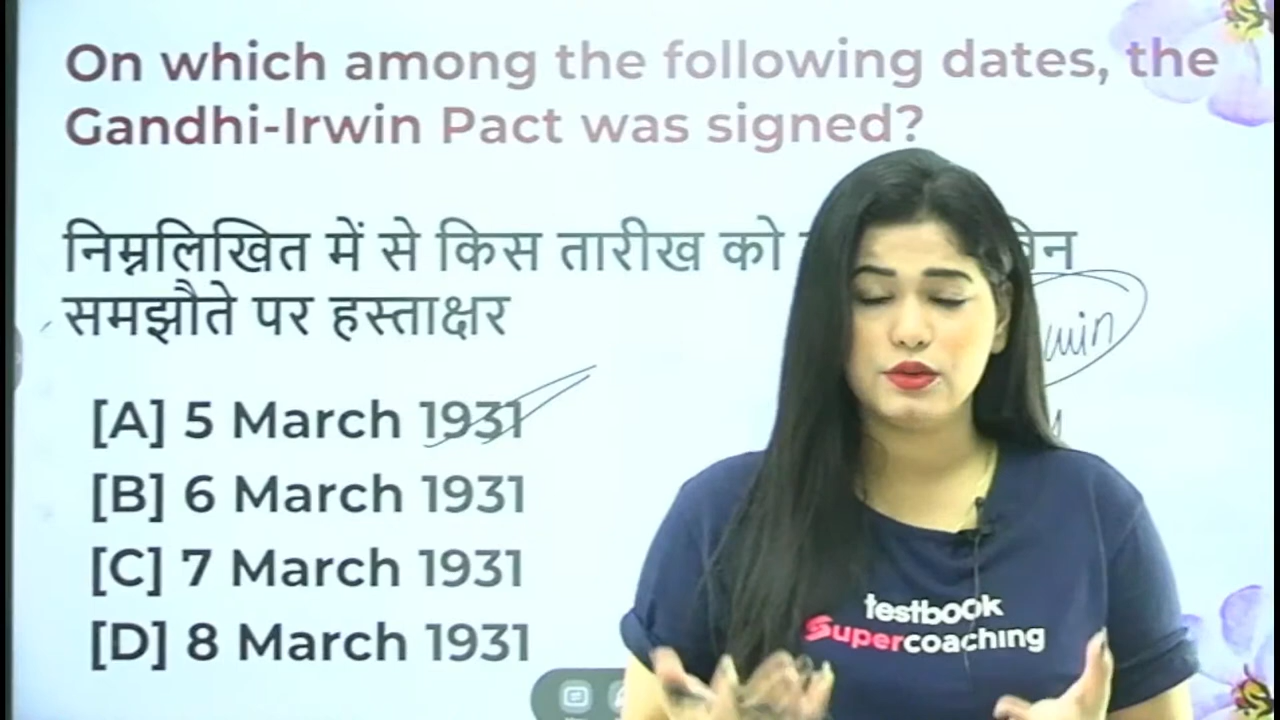 On which among the following dates, the
Gandhi-Irwin Pact was signed?
निम्नलिखित में से किस तारीख को
समझौते पर हस्ताक्षर
[A] 5 March 1931
[B] 6 March 1931
[C] 7 March 1931
[D] 8 March 1931
testbook
Supercoaching